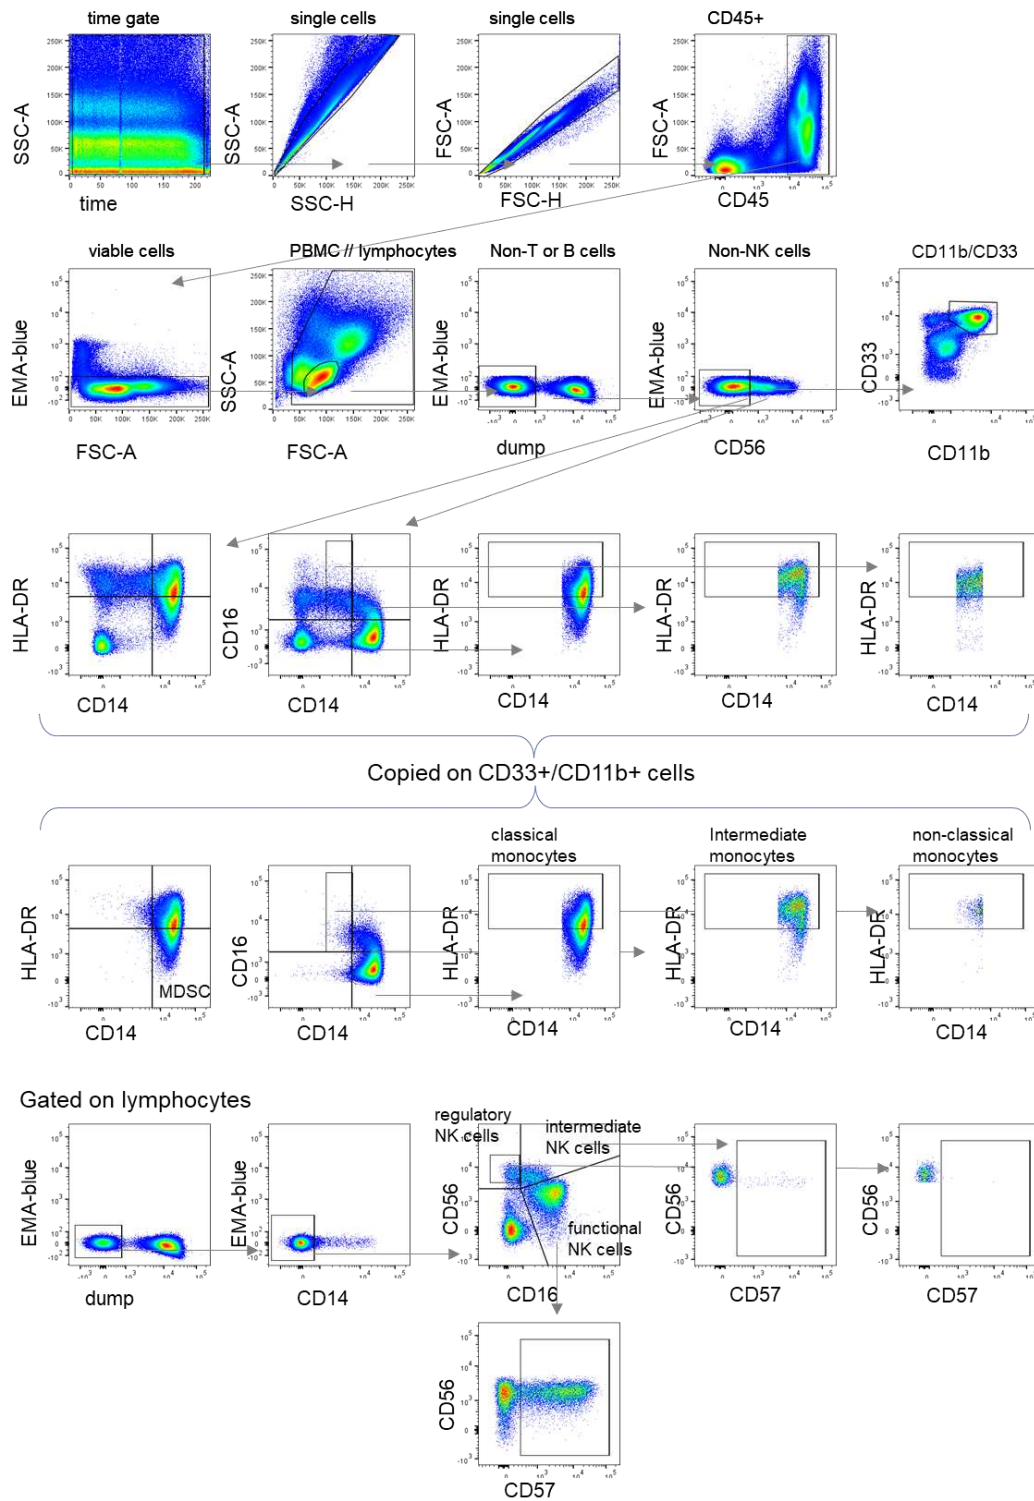 time gate
single cells
single cells
CD45+
SSC-A
SSC-A
FSC-A
FSC-A
time
SSC-H
FSC-H
CD45
viable cells
PBMC // lymphocytes
Non-T or B cells
Non-NK cells
CD11b/CD33
EMA-blue
SSC-A
EMA-blue
EMA-blue
CD33
FSC-A
FSC-A
dump
CD56
CD11b
HLA-DR
CD16
HLA-DR
HLA-DR
HLA-DR
CD14
CD14
CD14
CD14
CD14
Copied on CD33+/CD11b+ cells
classical
monocytes
Intermediate
monocytes
non-classical
monocytes
HLA-DR
MDSC
CD16
HLA-DR
HLA-DR
HLA-DR
CD14
CD14
CD14
CD14
CD14
Gated on lymphocytes
regulatory
NK cells
intermediate
NK cells
functional
NK cells
EMA-blue
EMA-blue
CD56
CD56
CD56
dump
CD14
CD16
CD57
CD57
CD56
CD57